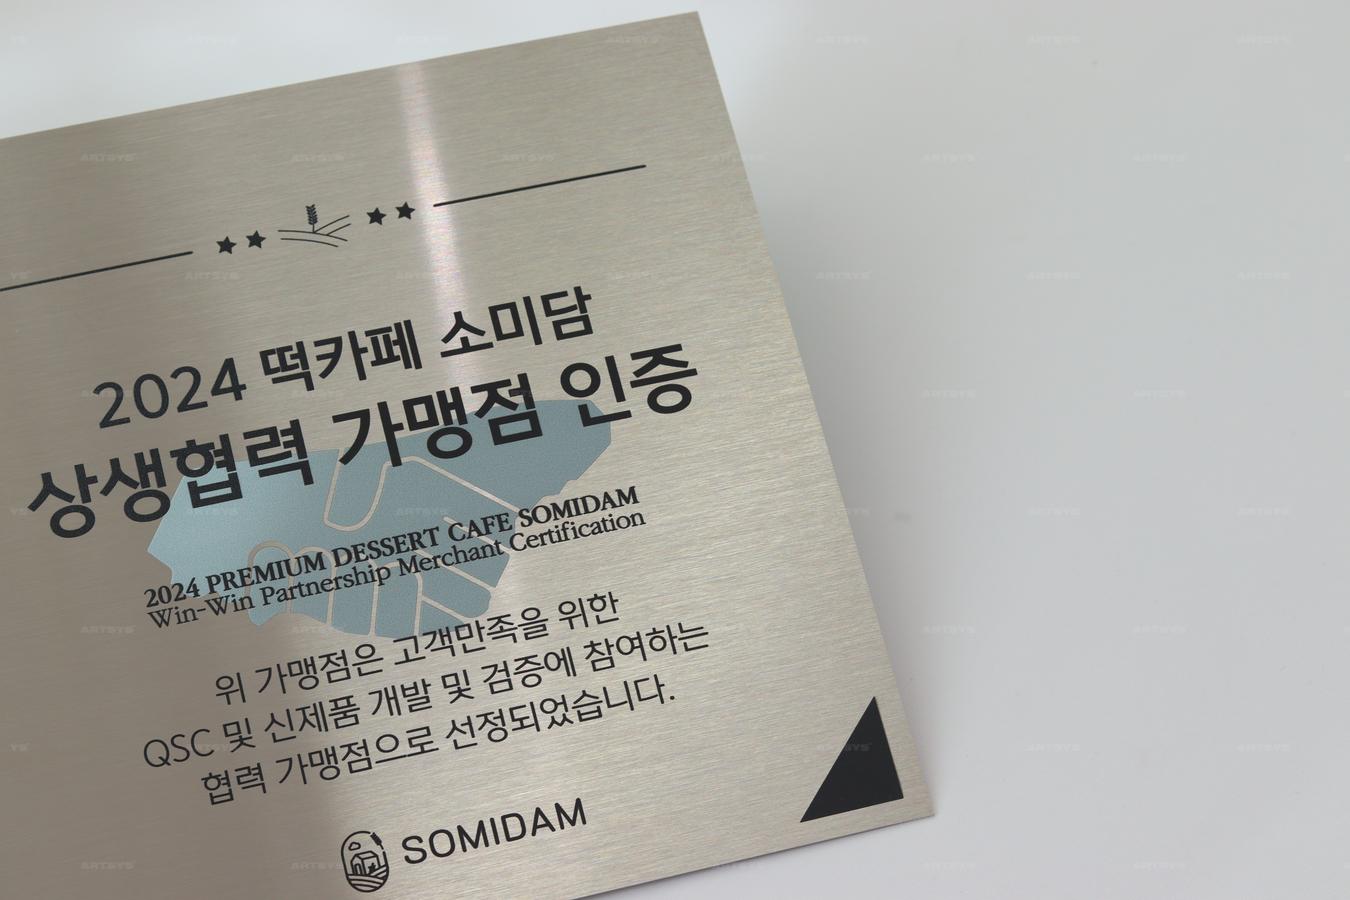 2024 떡카페 소미담
상생협력 가맹점 인증
2024 PREMIUM DESSERT CAFE SOMIDAM
Win-Win Partnership Merchant Certification
위 가맹점은 고객만족을 위한
QSC 및 신제품 개발 및 검증에 참여하는
협력 가맹점으로 선정되었습니다.
SOMIDAM
ARTSYS